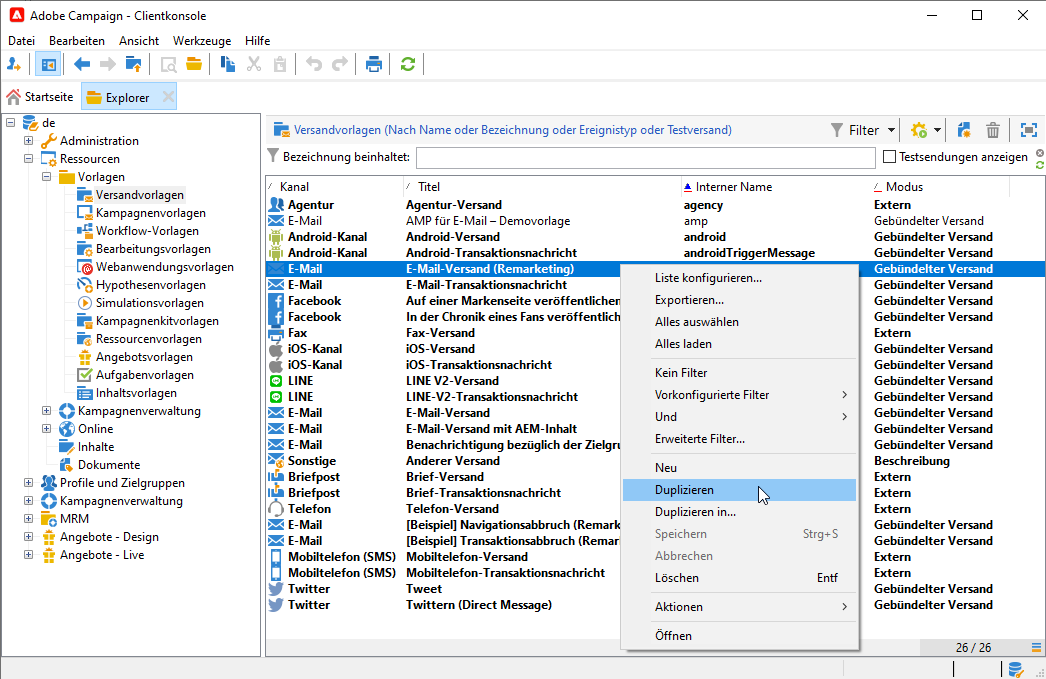 Adobe Campaign - Clientkonsole
Datei Bearbeiten Ansicht Werkzeuge Hilfe
Startseite Explorer
de
Administration
Ressourcen
Vorlagen
Versandvorlagen
Kampagnenvorlagen
Workflow-Vorlagen
Bearbeitungsvorlagen
Webanwendungsvorlagen
Hypothesenvorlagen
Simulationsvorlagen
Kampagnenkitvorlagen
Ressourcenvorlagen
Angebotsvorlagen
Aufgabenvorlagen
Inhaltsvorlagen
Kampagnenverwaltung
Online
Inhalte
Dokumente
Profile und Zielgruppen
Kampagnenverwaltung
MRM
Angebote - Design
Angebote - Live
Versandvorlagen (Nach Name oder Bezeichnung oder Ereignistyp oder Testversand) Filter
Bezeichnung beinhaltet: Testsendungen anzeigen
Kanal Titel Interner Name Modus
Agentur Agentur-Versand agency Extern
E-Mail AMP für E-Mail – Demovorlage amp Gebündelter Versand
Android-Kanal Android-Versand android Gebündelter Versand
Android-Kanal Android-Transaktionsnachricht androidTriggerMessage Gebündelter Versand
E-Mail E-Mail-Versand (Remarketing) Gebündelter Versand
E-Mail E-Mail-Transaktionsnachricht Gebündelter Versand
Facebook Auf einer Markenseite veröffentlichen Gebündelter Versand
Facebook In der Chronik eines Fans veröffentlich Gebündelter Versand
Fax Fax-Versand Extern
iOS-Kanal iOS-Versand Gebündelter Versand
iOS-Kanal iOS-Transaktionsnachricht Gebündelter Versand
LINE LINE V2-Versand Gebündelter Versand
LINE LINE-V2-Transaktionsnachricht Gebündelter Versand
E-Mail E-Mail-Versand Gebündelter Versand
E-Mail E-Mail-Versand mit AEM-Inhalt Gebündelter Versand
E-Mail Benachrichtigung bezüglich der Zielgru Gebündelter Versand
Sonstige Anderer Versand Beschreibung
Briefpost Brief-Versand Extern
Briefpost Brief-Transaktionsnachricht Extern
Telefon Telefon-Versand Extern
E-Mail [Beispiel] Navigationsabbruch (Remark Gebündelter Versand
E-Mail [Beispiel] Transaktionsabbruch (Remar Gebündelter Versand
Mobiltelefon (SMS) Mobiltelefon-Versand Extern
Mobiltelefon (SMS) Mobiltelefon-Transaktionsnachricht Extern
Twitter Tweet Gebündelter Versand
Twitter Twittern (Direct Message) Gebündelter Versand
Liste konfigurieren...
Exportieren...
Alles auswählen
Alles laden
Kein Filter
Vorkonfigurierte Filter
Und
Erweiterte Filter...
Neu
Duplizieren
Duplizieren in...
Speichern Strg+S
Abbrechen
Löschen Entf
Aktionen
Öffnen
26 / 26